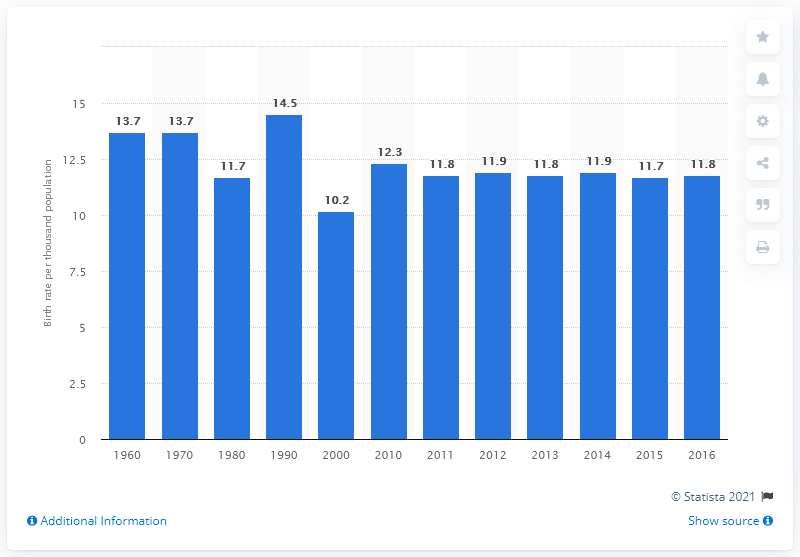 15
12.5
10
7.5
5
2.5
0
Birth rate per thousand population
13.7 13.7 11.7 14.5 10.2 12.3 11.8 11.9 11.8 11.9 11.7 11.8
1960 1970 1980 1990 2000 2010 2011 2012 2013 2014 2015 2016
© Statista 2021
Additional Information Show source